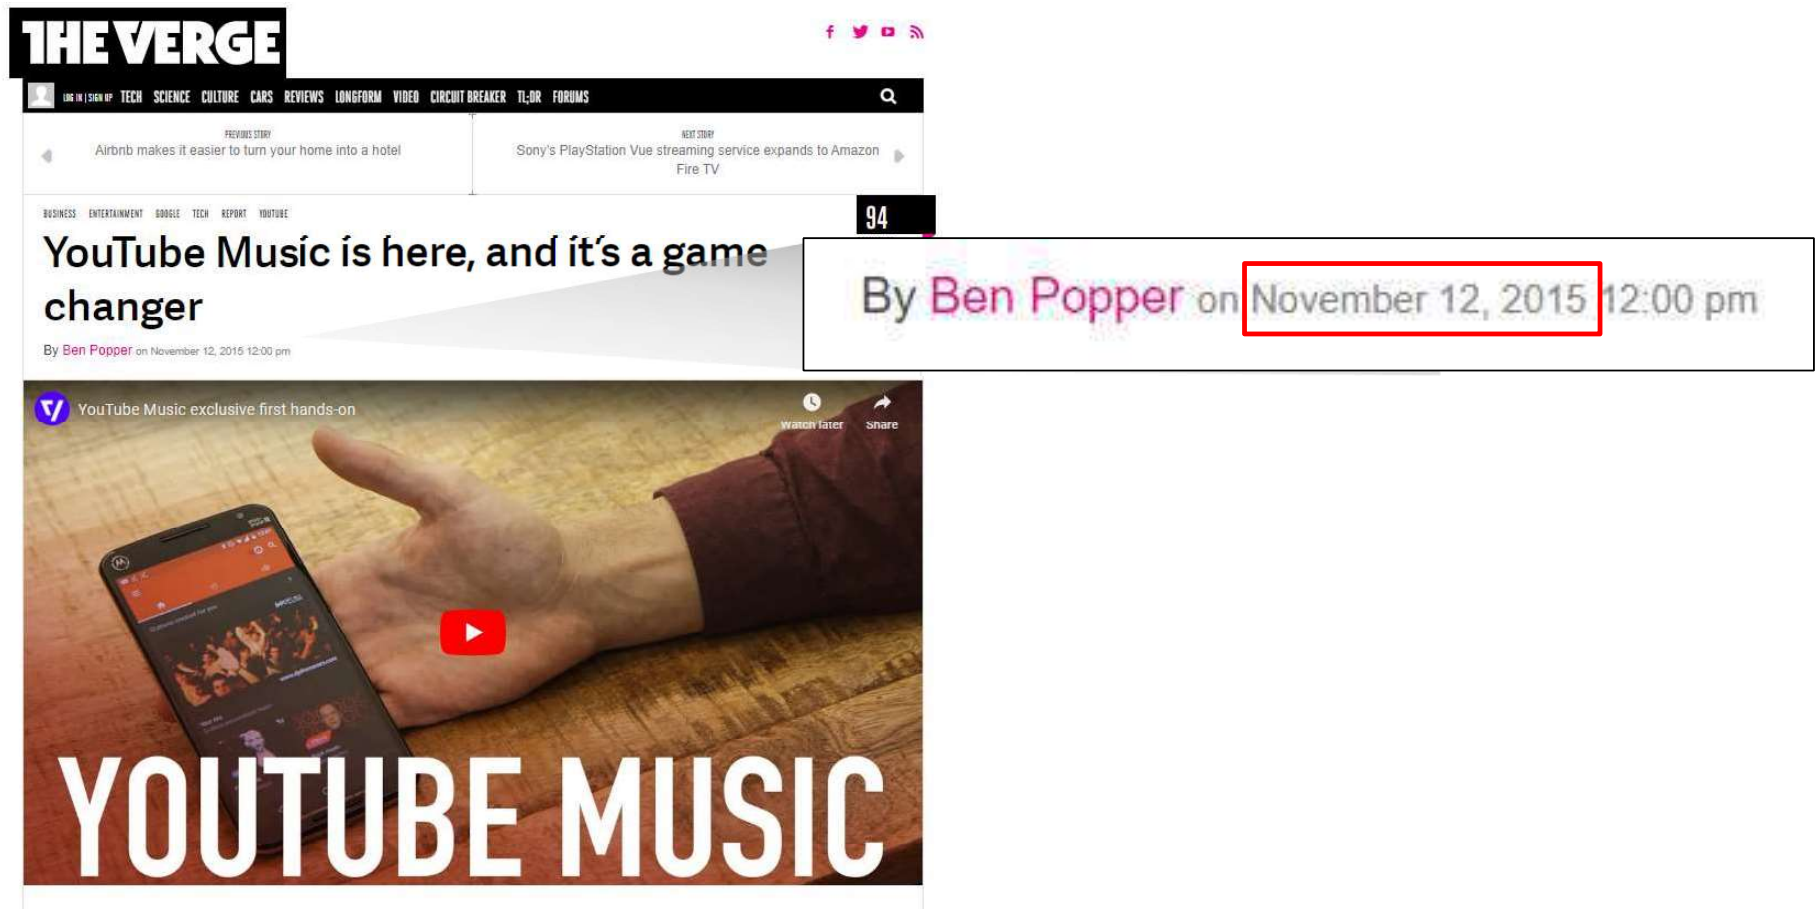 THE VERGE
LOG IN | SIGN UP TECH SCIENCE CULTURE CARS REVIEWS LONGFORM VIDEO CIRCUIT BREAKER TL;DR FORUMS
PREVIOUS STORY
Airbnb makes it easier to turn your home into a hotel
NEXT STORY
Sony's PlayStation Vue streaming service expands to Amazon
Fire TV
BUSINESS ENTERTAINMENT GOOGLE TECH REPORT YOUTUBE
94
YouTube Music is here, and it's a game
changer
By Ben Popper on November 12, 2015 12:00 pm
By Ben Popper on November 12, 2015 12:00 pm
YouTube Music exclusive first hands-on
Watch later Share
YOUTUBE MUSIC